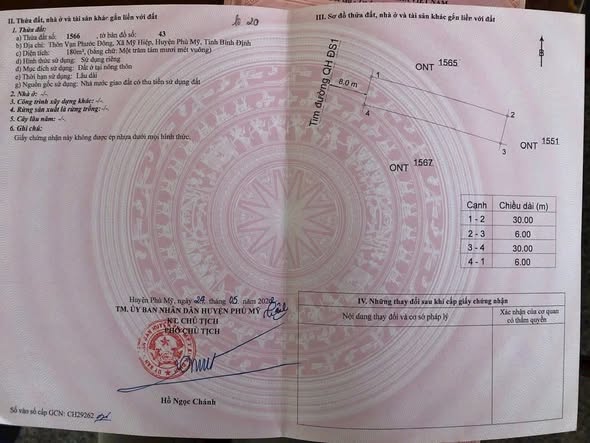 II. Thửa đất, nhà ở và tài sản khác gắn liền với đất
1. Thửa đất:
a) Thửa đất số: 1566, tờ bản đồ số: 43
b) Địa chỉ: Thôn Vạn Phước Đông, Xã Mỹ Hiệp, Huyện Phù Mỹ, Tỉnh Bình Định
c) Diện tích: 180m², (bằng chữ: Một trăm tám mươi mét vuông)
d) Hình thức sử dụng: Sử dụng riêng
đ) Mục đích sử dụng: Đất ở tại nông thôn
e) Thời hạn sử dụng: Lâu dài
g) Nguồn gốc sử dụng: Nhà nước giao đất có thu tiền sử dụng đất
2. Nhà ở: -/-
3. Công trình xây dựng khác: -/-
4. Rừng sản xuất là rừng trồng: -/-
5. Cây lâu năm: -/-
6. Ghi chú:
Giấy chứng nhận này không được ép nhựa dưới mọi hình thức.
Huyện Phù Mỹ, ngày 29 tháng 05 năm
TM. ỦY BAN NHÂN DÂN HUYỆN PHÙ MỸ
KT. CHỦ TỊCH
PHÓ CHỦ TỊCH
Hồ Ngọc Chánh
Số vào sổ cấp GCN: CH29262
III. Sơ đồ thửa đất, nhà ở và tài sản khác gắn liền với đất
Tim đường QH ĐS1
8.0 m
1
2
3
4
ONT 1565
ONT 1551
ONT 1567
B
Cạnh Chiều dài (m)
1 - 2 30.00
2 - 3 6.00
3 - 4 30.00
4 - 1 6.00
IV. Những thay đổi sau khi cấp giấy chứng nhận
Nội dung thay đổi và cơ sở pháp lý
Xác nhận của cơ quan
có thẩm quyền